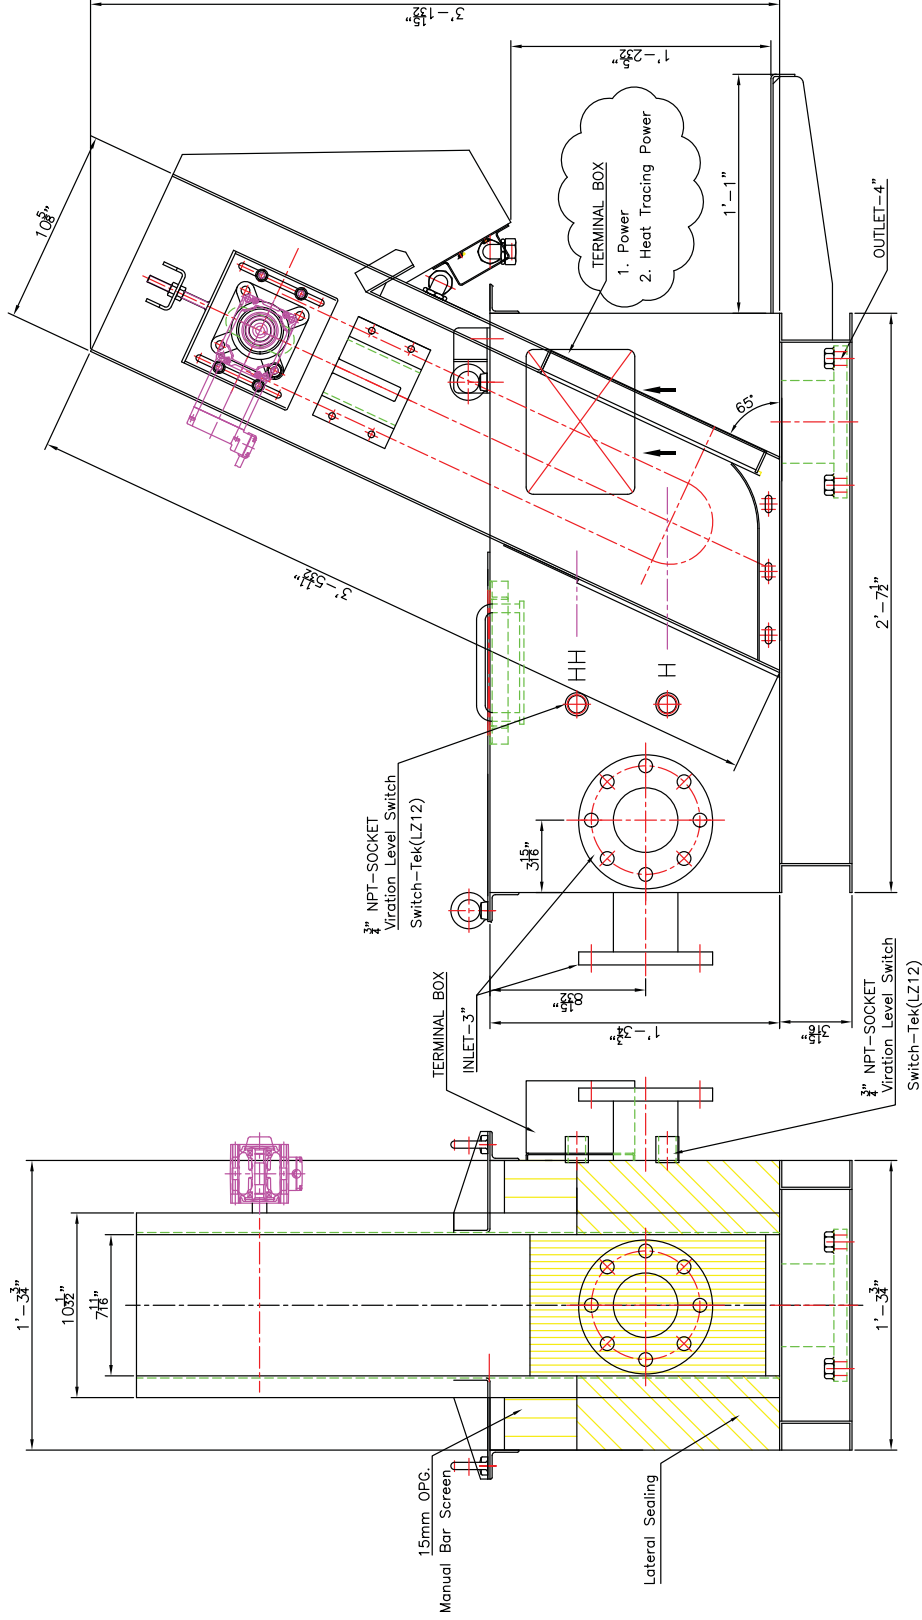 3'-1 15/32"
1'-2 5/32"
10 5/8"
TERMINAL BOX
1. Power
2. Heat Tracing Power
1'-1"
OUTLET-4"
65°
3'-5 11/32"
HH
H
2'-7 1/2"
3/4" NPT-SOCKET
Viration Level Switch
Switch-Tek(LZ12)
3 15/16"
TERMINAL BOX
INLET-3"
8 15/32"
1'-3 3/4"
3 15/16"
3/4" NPT-SOCKET
Viration Level Switch
Switch-Tek(LZ12)
1'-3 3/4"
10 1/32"
7 11/16"
1'-3 3/4"
15mm OPG.
Manual Bar Screen
Lateral Sealing